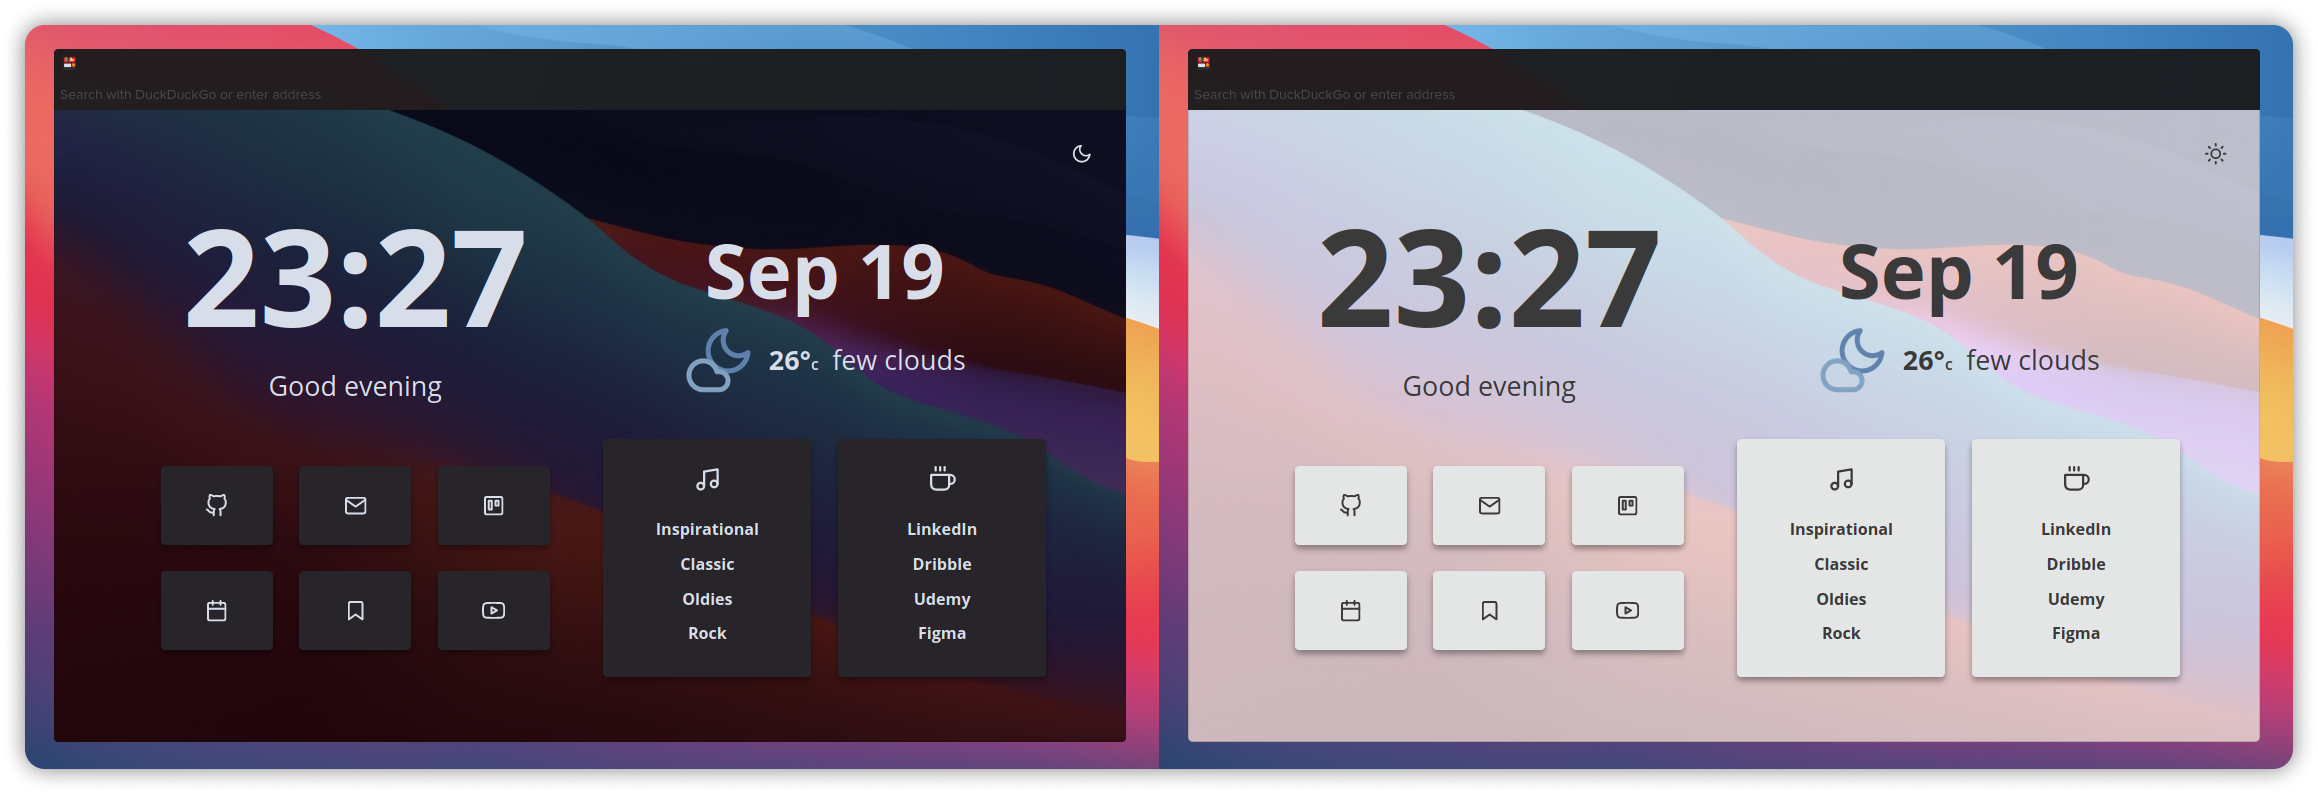 Search with DuckDuckGo or enter address
23:27
Good evening
Sep 19
26°c few clouds
Inspirational
Classic
Oldies
Rock
LinkedIn
Dribble
Udemy
Figma
Search with DuckDuckGo or enter address
23:27
Good evening
Sep 19
26°c few clouds
Inspirational
Classic
Oldies
Rock
LinkedIn
Dribble
Udemy
Figma